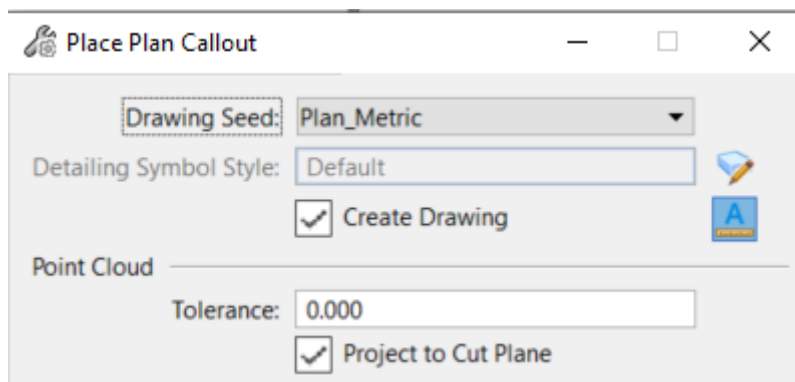 Place Plan Callout
Drawing Seed: Plan_Metric
Detailing Symbol Style: Default
Create Drawing
A
Point Cloud
Tolerance: 0.000
Project to Cut Plane